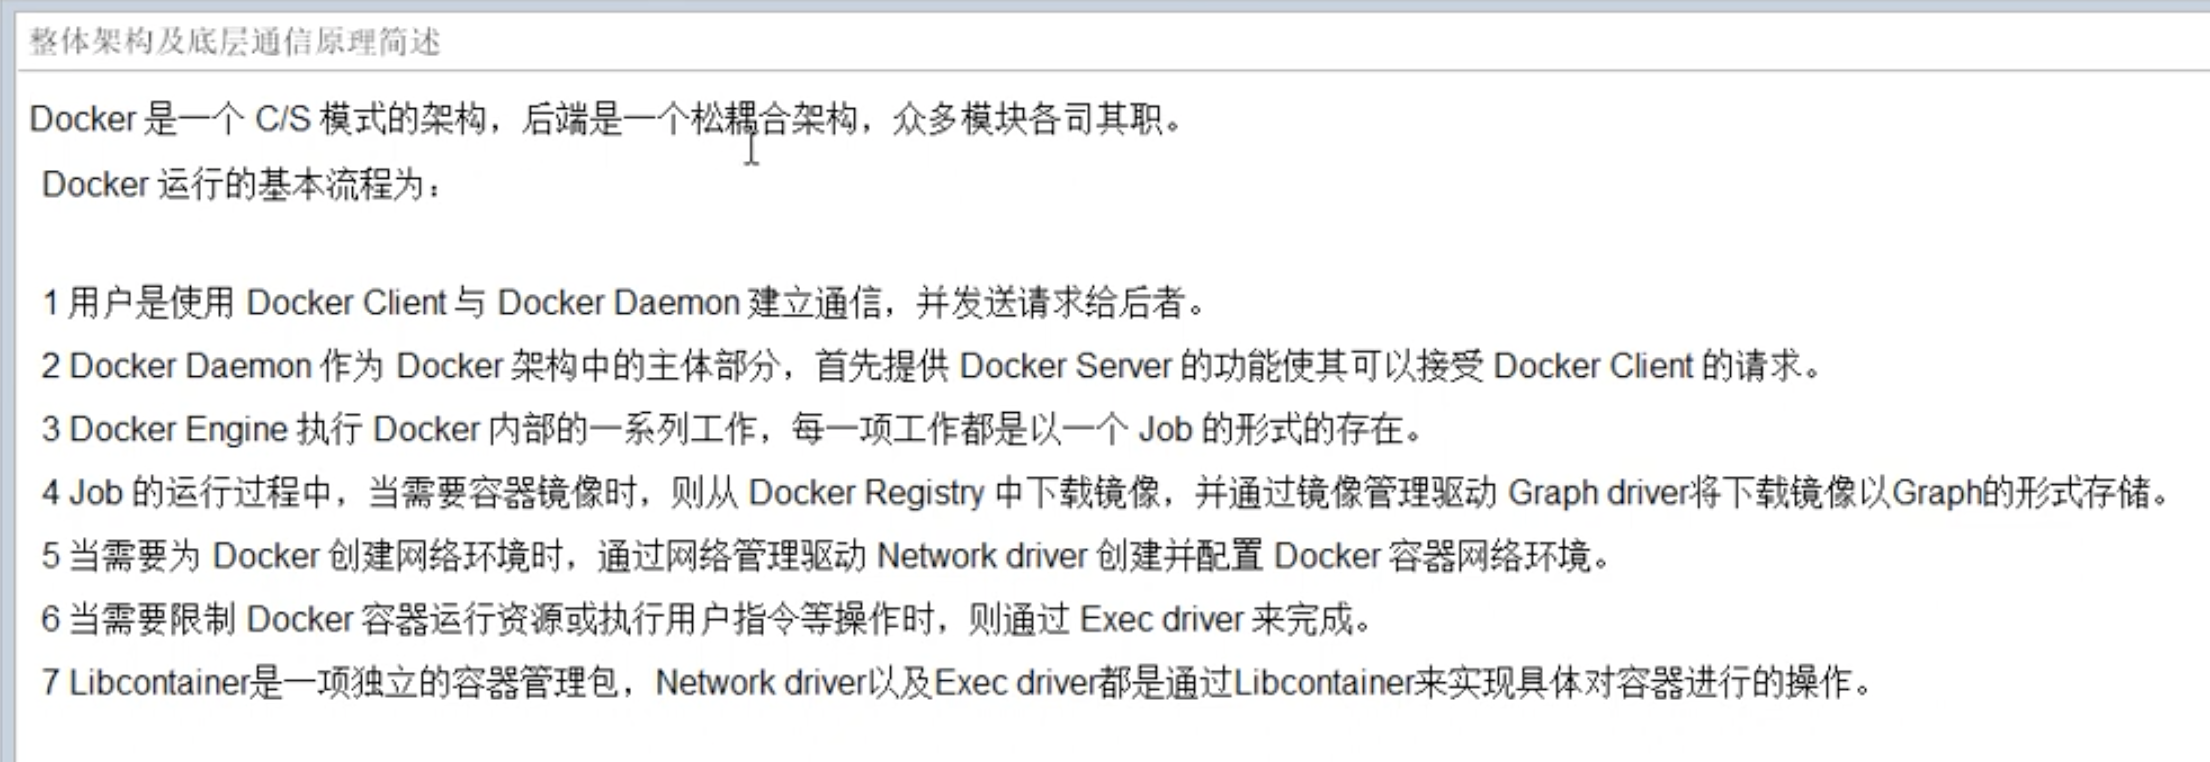 整体架构及底层通信原理简述
Docker 是一个 C/S 模式的架构，后端是一个松耦合架构，众多模块各司其职。
Docker 运行的基本流程为：
1 用户是使用 Docker Client 与 Docker Daemon 建立通信，并发送请求给后者。
2 Docker Daemon 作为 Docker 架构中的主体部分，首先提供 Docker Server 的功能使其可以接受 Docker Client 的请求。
3 Docker Engine 执行 Docker 内部的一系列工作，每一项工作都是以一个 Job 的形式的存在。
4 Job 的运行过程中，当需要容器镜像时，则从 Docker Registry 中下载镜像，并通过镜像管理驱动 Graph driver将下载镜像以Graph的形式存储。
5 当需要为 Docker 创建网络环境时，通过网络管理驱动 Network driver 创建并配置 Docker 容器网络环境。
6 当需要限制 Docker 容器运行资源或执行用户指令等操作时，则通过 Exec driver 来完成。
7 Libcontainer是一项独立的容器管理包，Network driver以及Exec driver都是通过Libcontainer来实现具体对容器进行的操作。